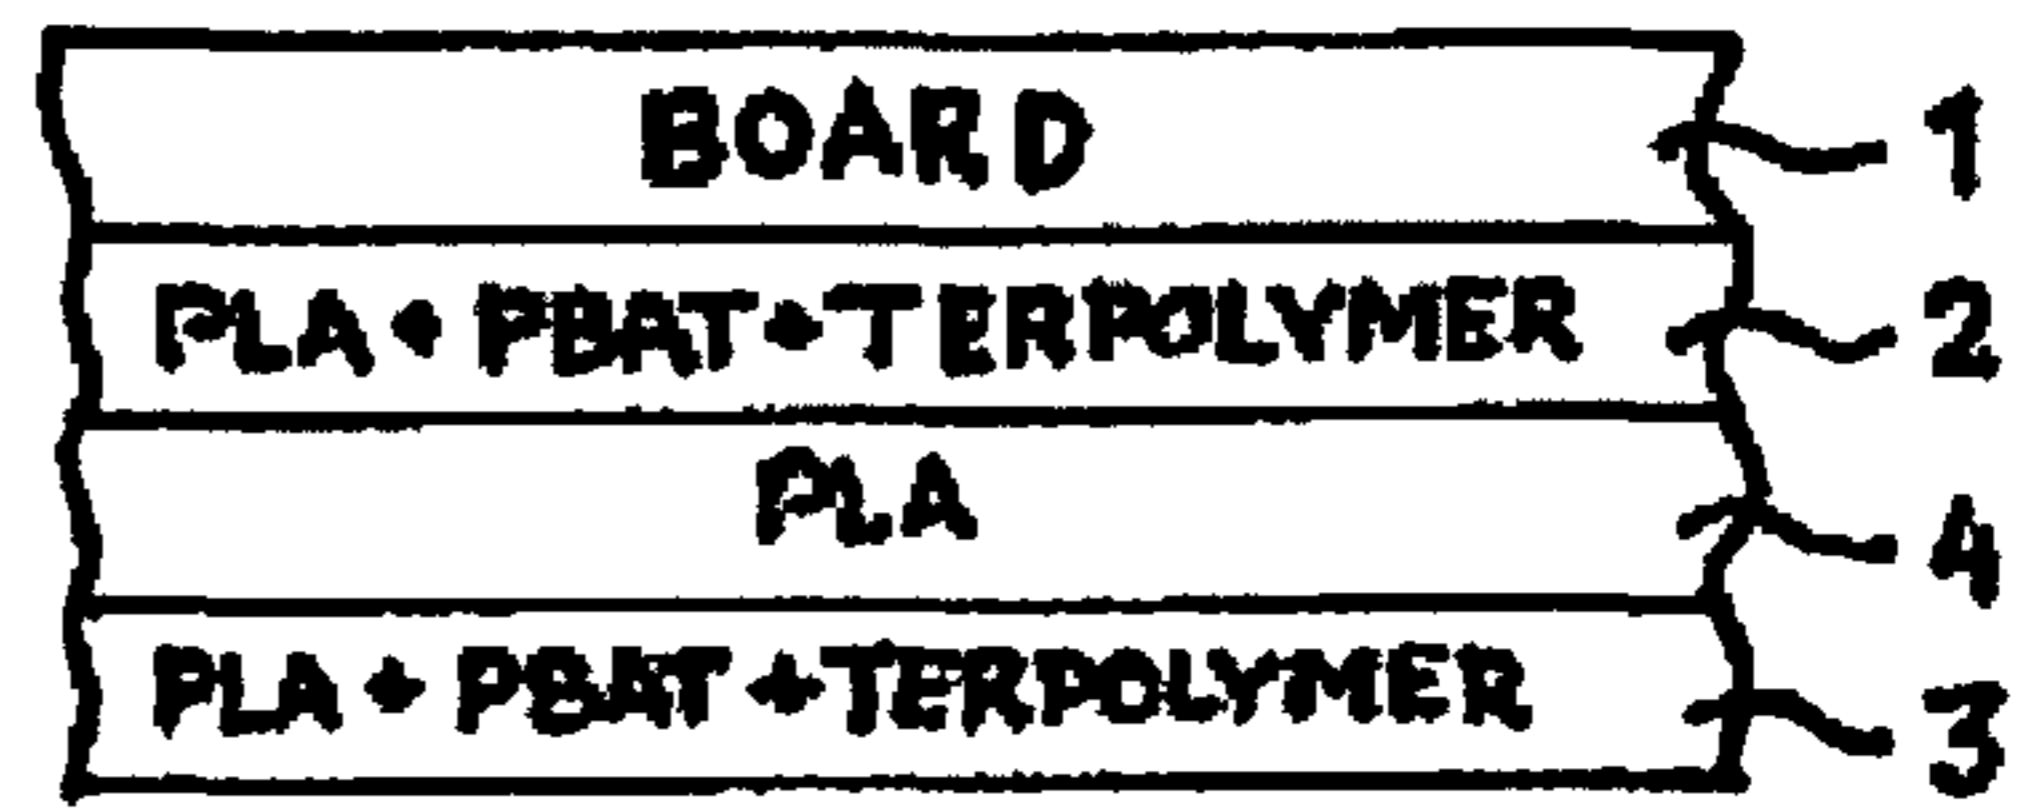 BOARD 1
PLA + PBAT + TERPOLYMER 2
PLA 4
PLA + PBAT + TERPOLYMER 3